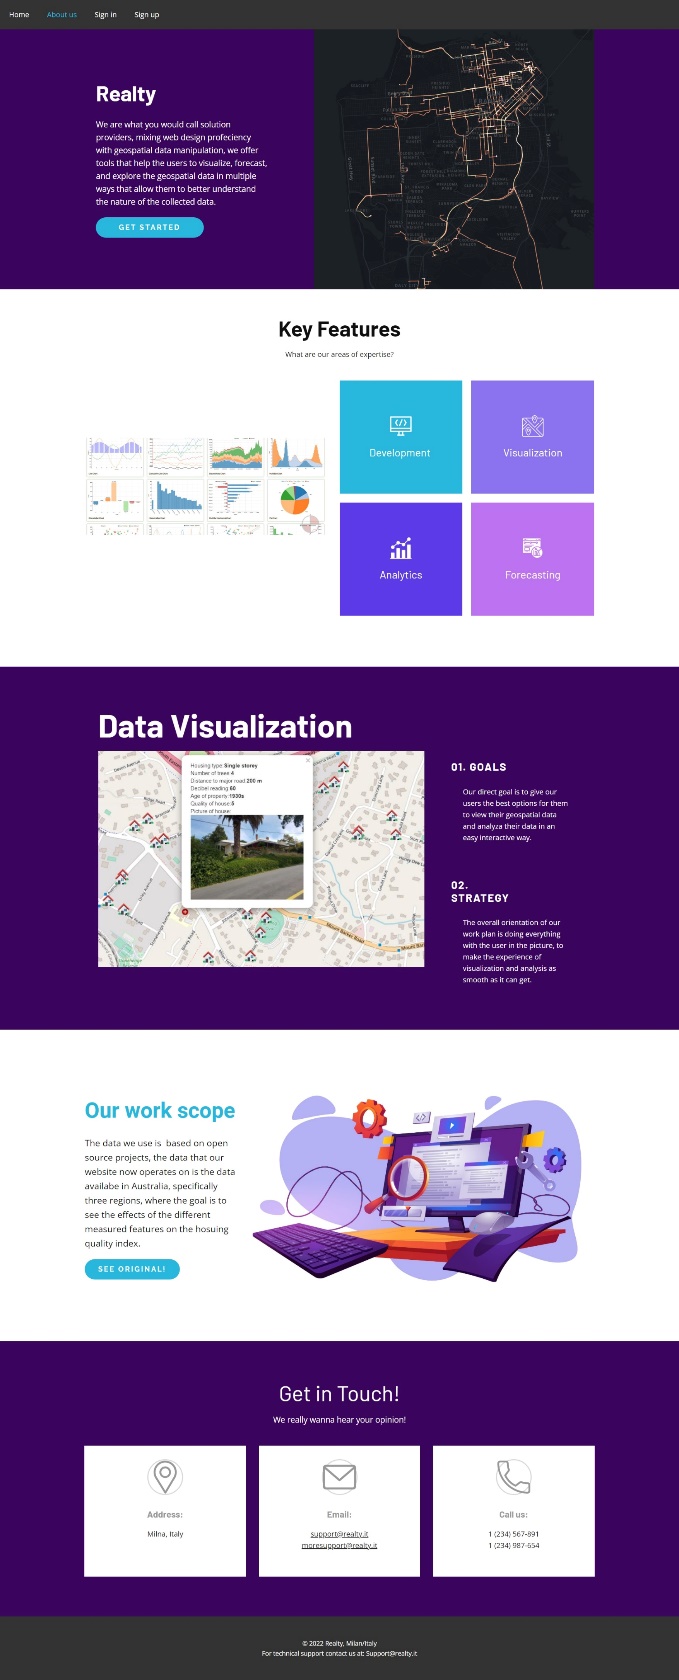 Home About us Sign in Sign up
Realty
We are what you would call solution
providers, mixing web design profeciency
with geospatial data manipulation, we offer
tools that help the users to visualize, forecast,
and explore the geospatial data in multiple
ways that allow them to better understand
the nature of the collected data.
GET STARTED
Key Features
What are our areas of expertise?
Development
Visualization
Analytics
Forecasting
Data Visualization
Housing type: Single storey
Number of trees 4
Distance to major road 200 m
Decibel reading 60
Age of property: 1930s
Quality of house: 5
Picture of house:
01. GOALS
Our direct goal is to give our
users the best options for them
to view their geospatial data
and analyza their data in an
easy interactive way.
02.
STRATEGY
The overall orientation of our
work plan is doing everything
with the user in the picture, to
make the experience of
visualization and analysis as
smooth as it can get.
Our work scope
The data we use is  based on open
source projects, the data that our
website now operates on is the data
availabe in Australia, specifically
three regions, where the goal is to
see the effects of the different
measured features on the hosuing
quality index.
SEE ORIGINAL!
Get in Touch!
We really wanna hear your opinion!
Address:
Milna, Italy
Email:
support@realty.it
moresupport@realty.it
Call us:
1 (234) 567-891
1 (234) 987-654
© 2022 Realty, Milan/Italy
For technical support contact us at: Support@realty.it